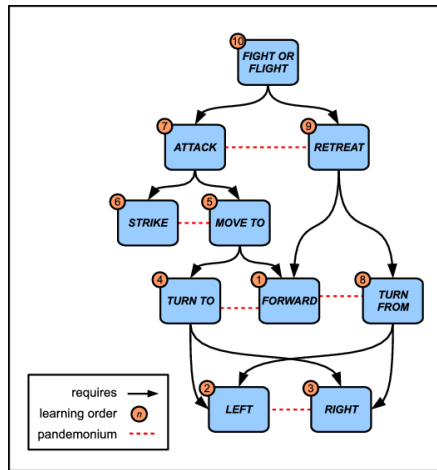 10
FIGHT OR
FLIGHT
7
ATTACK
9
RETREAT
6
STRIKE
5
MOVE TO
4
TURN TO
1
FORWARD
8
TURN
FROM
2
LEFT
3
RIGHT
requires
learning order n
pandemonium